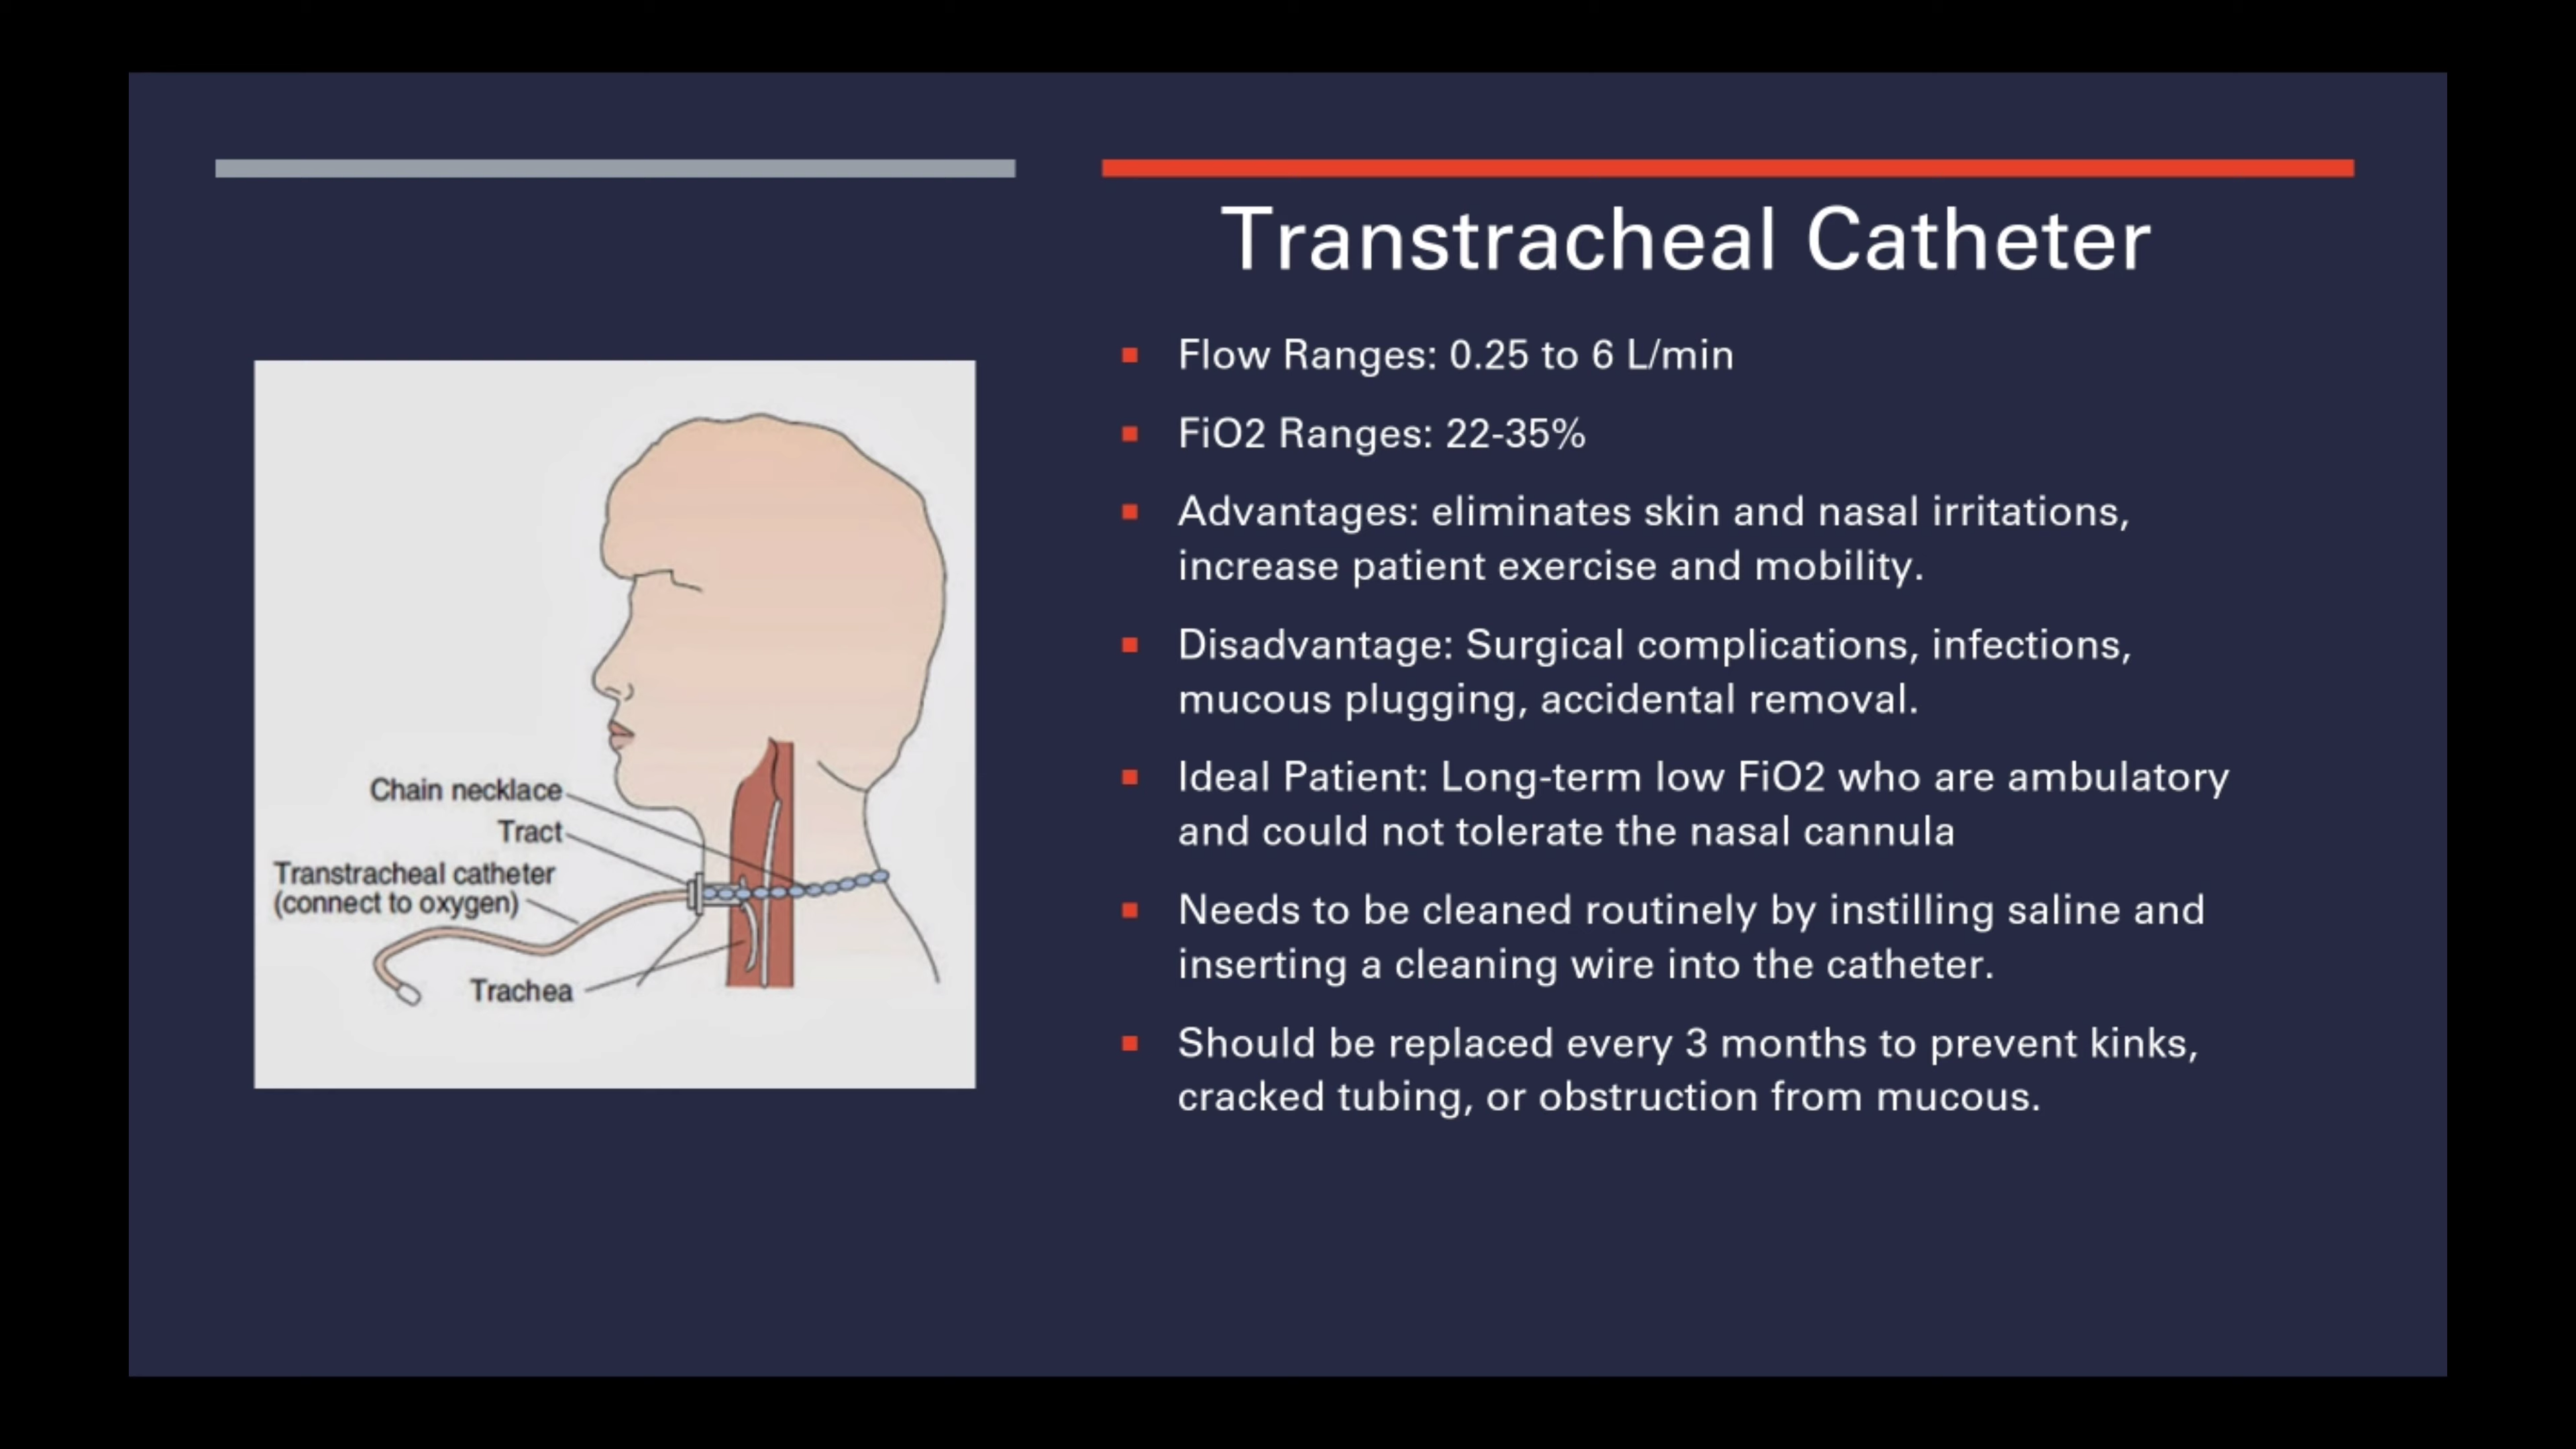 Transtracheal Catheter
Flow Ranges: 0.25 to 6 L/min
FiO2 Ranges: 22-35%
Advantages: eliminates skin and nasal irritations,
increase patient exercise and mobility.
Disadvantage: Surgical complications, infections,
mucous plugging, accidental removal.
Ideal Patient: Long-term low FiO2 who are ambulatory
and could not tolerate the nasal cannula
Needs to be cleaned routinely by instilling saline and
inserting a cleaning wire into the catheter.
Should be replaced every 3 months to prevent kinks,
cracked tubing, or obstruction from mucous.
Chain necklace
Tract
Transtracheal catheter
(connect to oxygen)
Trachea